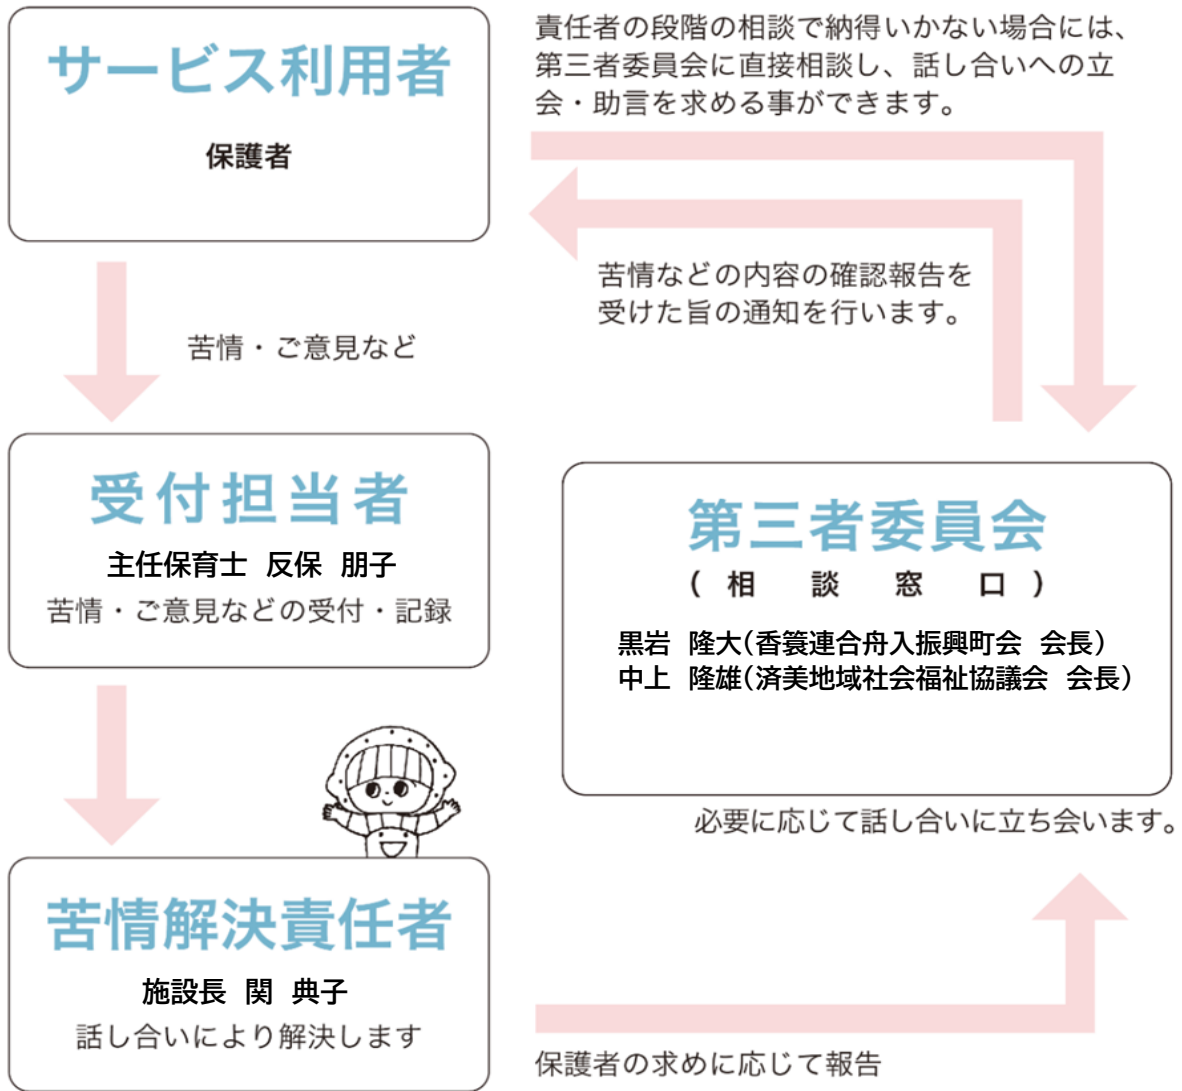 サービス利用者
保護者
責任者の段階の相談で納得いかない場合には、
第三者委員会に直接相談し、話し合いへの立
会・助言を求める事ができます。
苦情などの内容の確認報告を
受けた旨の通知を行います。
苦情・ご意見など
受付担当者
主任保育士 反保 朋子
苦情・ご意見などの受付・記録
第三者委員会
(相談窓口)
黒岩 隆大(香簑連合舟入振興町会 会長)
中上 隆雄(済美地域社会福祉協議会 会長)
必要に応じて話し合いに立ち会います。
苦情解決責任者
施設長 関 典子
話し合いにより解決します
保護者の求めに応じて報告